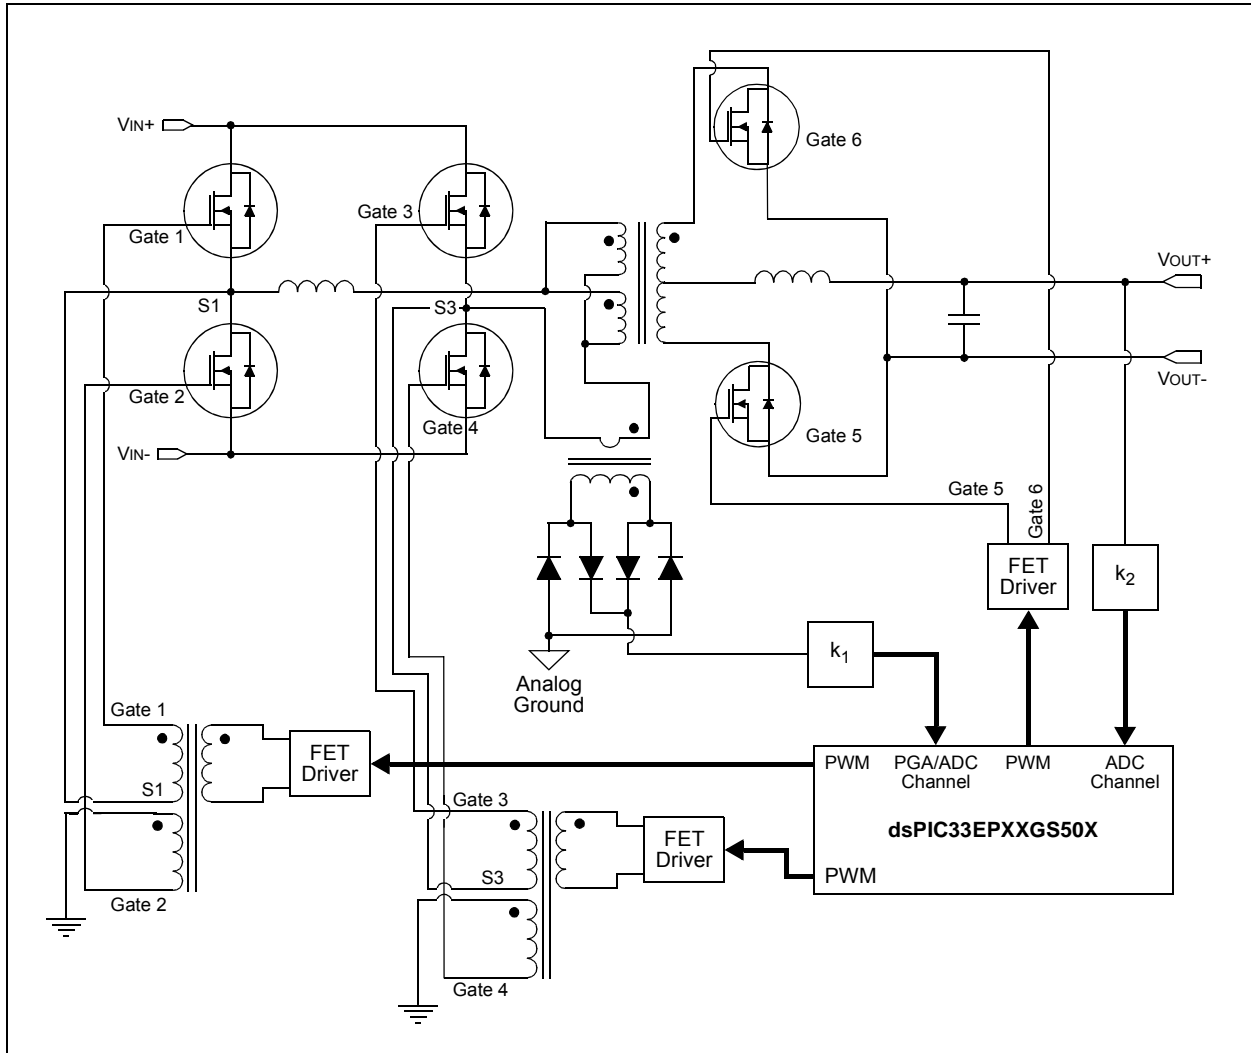 VIN+
Gate 6
Gate 3
Gate 1
VOUT+
S1
S3
Gate 2
VOUT-
Gate 4
Gate 5
VIN-
Gate 5
Gate 6
FET
Driver
k2
k1
Analog
Ground
Gate 1
FET
Driver
PWM
PGA/ADC
Channel
PWM
ADC
Channel
S1
Gate 3
dsPIC33EPXXGS50X
FET
Driver
S3
PWM
Gate 2
Gate 4